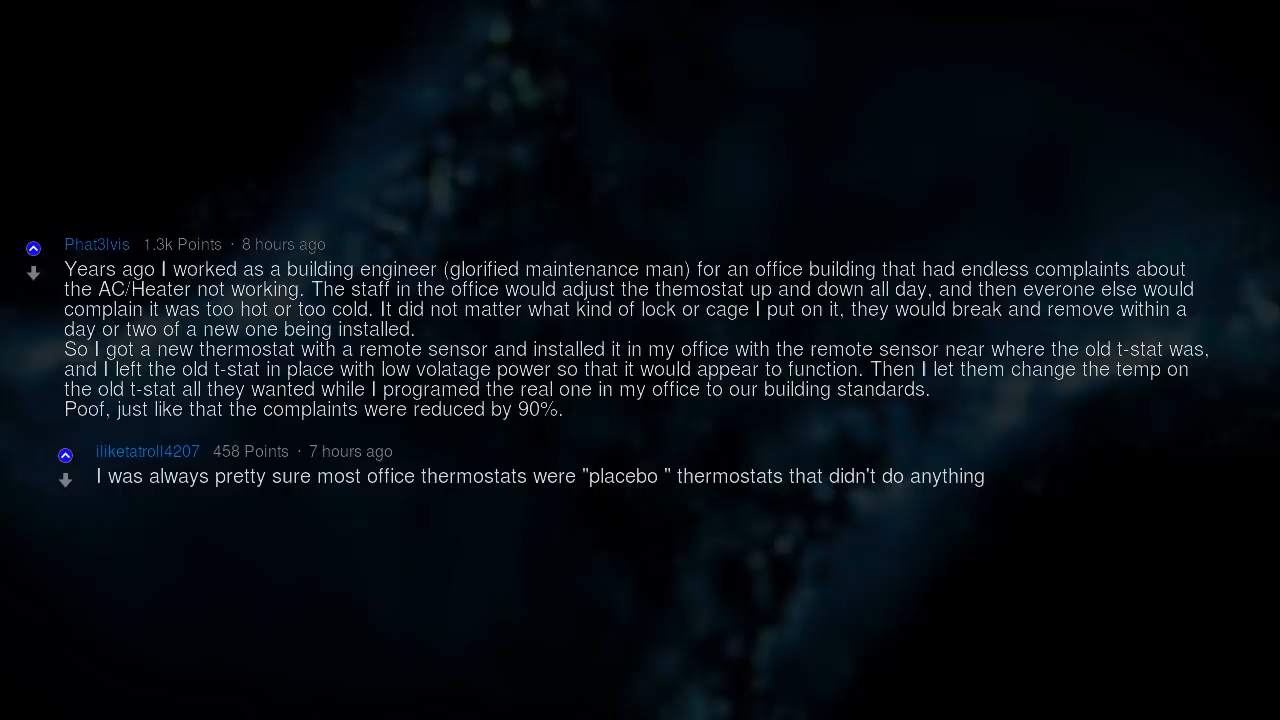 Phat3lvis 1.3k Points · 8 hours ago
Years ago I worked as a building engineer (glorified maintenance man) for an office building that had endless complaints about
the AC/Heater not working. The staff in the office would adjust the themostat up and down all day, and then everone else would
complain it was too hot or too cold. It did not matter what kind of lock or cage I put on it, they would break and remove within a
day or two of a new one being installed.
So I got a new thermostat with a remote sensor and installed it in my office with the remote sensor near where the old t-stat was,
and I left the old t-stat in place with low volatage power so that it would appear to function. Then I let them change the temp on
the old t-stat all they wanted while I programed the real one in my office to our building standards.
Poof, just like that the complaints were reduced by 90%.
iliketatroll4207 458 Points · 7 hours ago
I was always pretty sure most office thermostats were "placebo " thermostats that didn't do anything